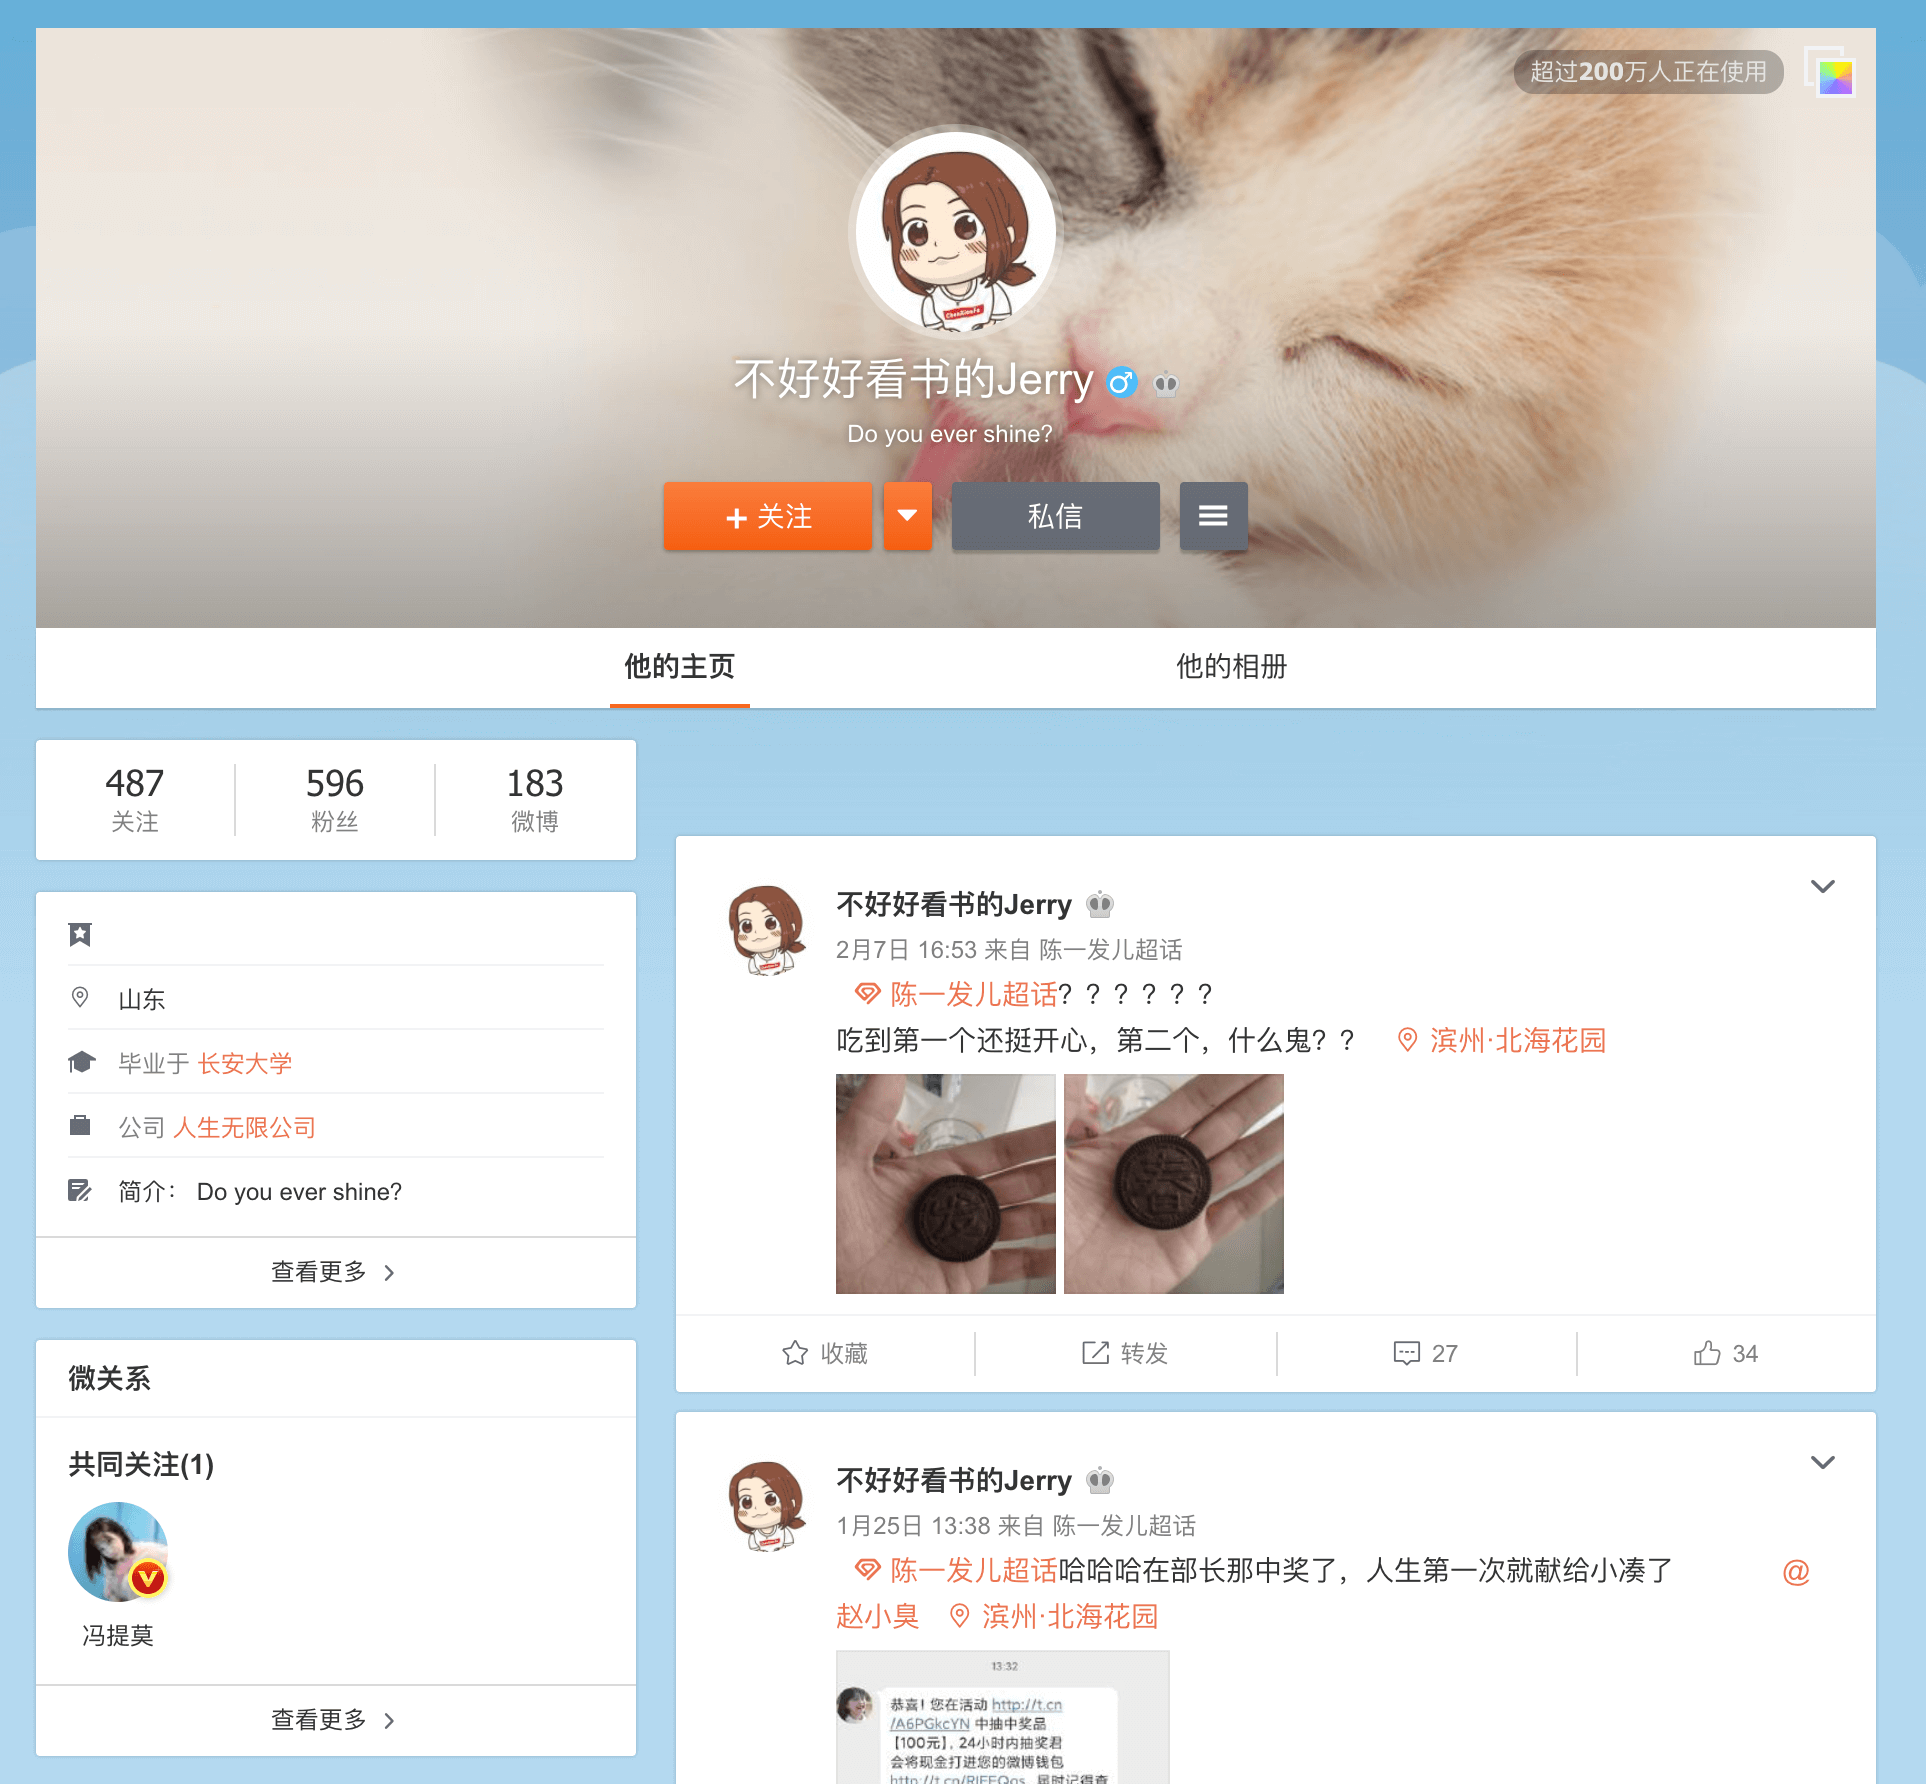 超过200万人正在使用
ChenXianFa
不好好看书的Jerry
Do you ever shine?
+ 关注
私信
他的主页
他的相册
487
关注
596
粉丝
183
微博
山东
毕业于 长安大学
公司 人生无限公司
简介： Do you ever shine?
查看更多
微关系
共同关注(1)
冯提莫
查看更多
不好好看书的Jerry
2月7日 16:53 来自 陈一发儿超话
陈一发儿超话？？？？？？
吃到第一个还挺开心，第二个，什么鬼？？ 滨州·北海花园
发
春
收藏
转发
27
34
不好好看书的Jerry
1月25日 13:38 来自 陈一发儿超话
陈一发儿超话哈哈哈在部长那中奖了，人生第一次就献给小凑了 @
赵小臭 滨州·北海花园
13:32
恭喜！您在活动 http://t.cn
/A6PGkcYN 中抽中奖品
【100元】，24小时内抽奖君
会将现金打进您的微博钱包
http://t.cn/RIFFQos，届时记得查